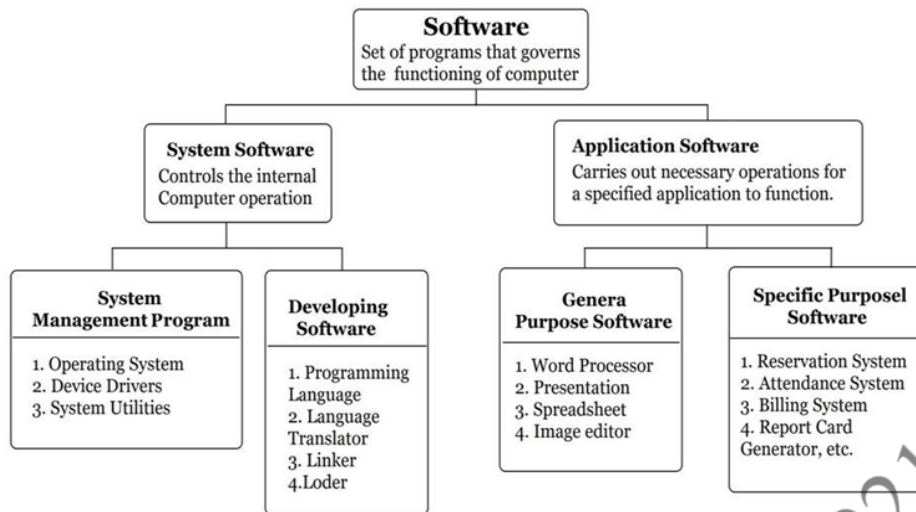 Software
Set of programs that governs
the functioning of computer
System Software
Controls the internal
Computer operation
Application Software
Carries out necessary operations for
a specified application to function.
System
Management Program
1. Operating System
2. Device Drivers
3. System Utilities
Developing
Software
1. Programming
Language
2. Language
Translator
3. Linker
4.Loder
Genera
Purpose Software
1. Word Processor
2. Presentation
3. Spreadsheet
4. Image editor
Specific Purposel
Software
1. Reservation System
2. Attendance System
3. Billing System
4. Report Card
Generator, etc.